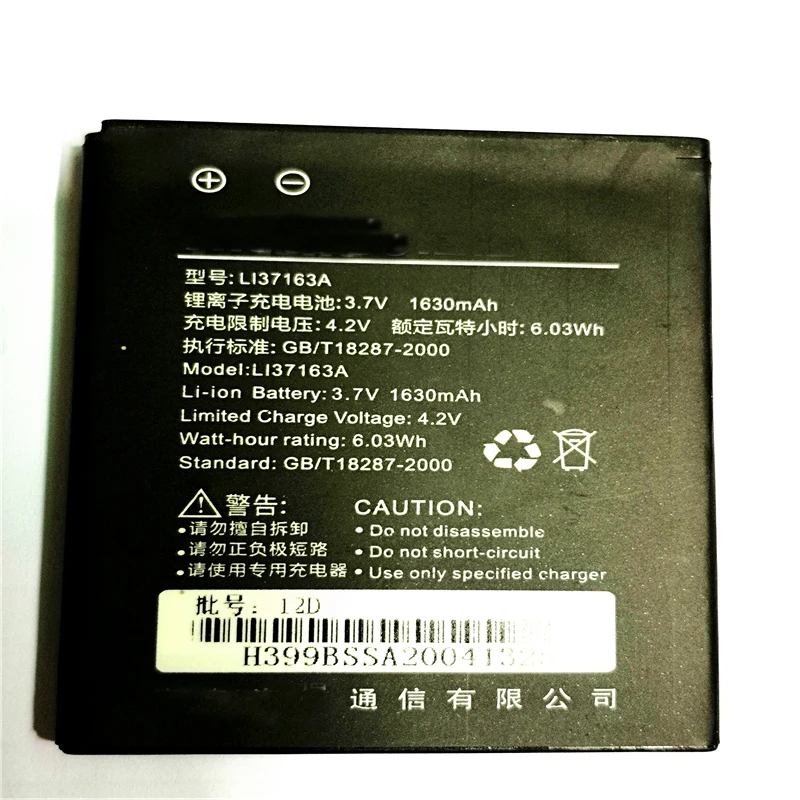 型号: LI37163A
锂离子充电电池: 3.7V 1630mAh
充电限制电压: 4.2V 额定瓦特小时: 6.03Wh
执行标准: GB/T18287-2000
Model: LI37163A
Li-ion Battery: 3.7V 1630mAh
Limited Charge Voltage: 4.2V
Watt-hour rating: 6.03Wh
Standard: GB/T18287-2000
警告: CAUTION:
•请勿擅自拆卸 •Do not disassemble
•请勿正负极短路 •Do not short-circuit
•请使用专用充电器 •Use only specified charger
批号: 12D
通信有限公司